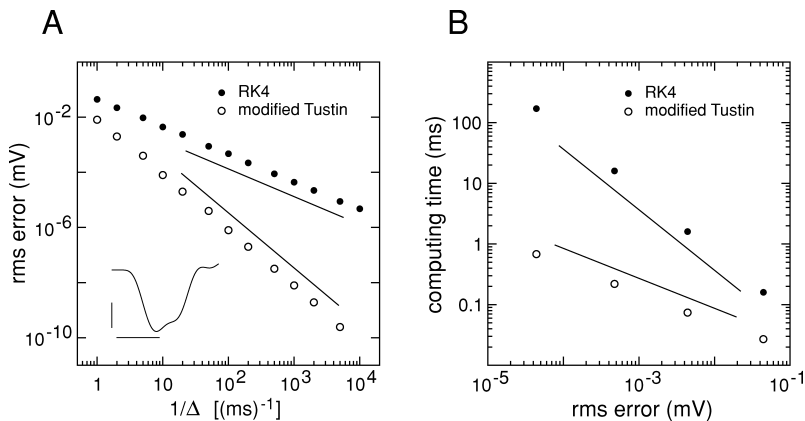 A
B
RK4
modified Tustin
RK4
modified Tustin
rms error (mV)
10^-2
10^-6
10^-10
1 10 10^2 10^3 10^4
1/Δ [(ms)^-1]
computing time (ms)
100
10
1
0.1
10^-5 10^-3 10^-1
rms error (mV)